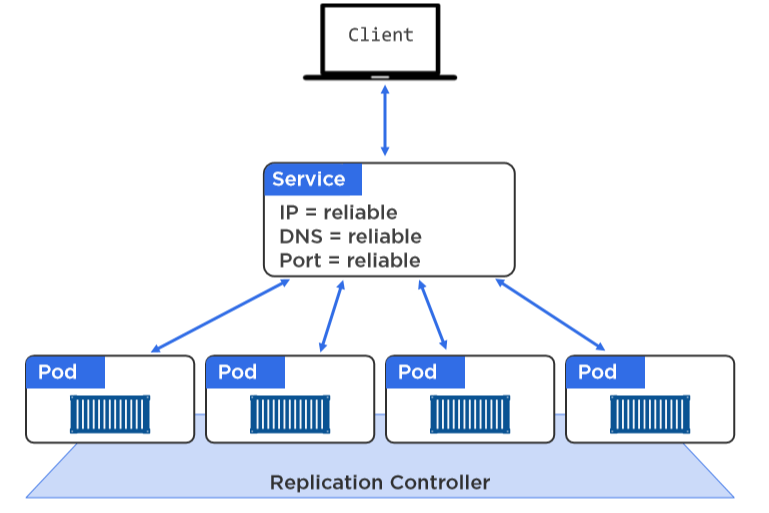 Client
Service
IP = reliable
DNS = reliable
Port = reliable
Pod
Pod
Pod
Pod
Replication Controller